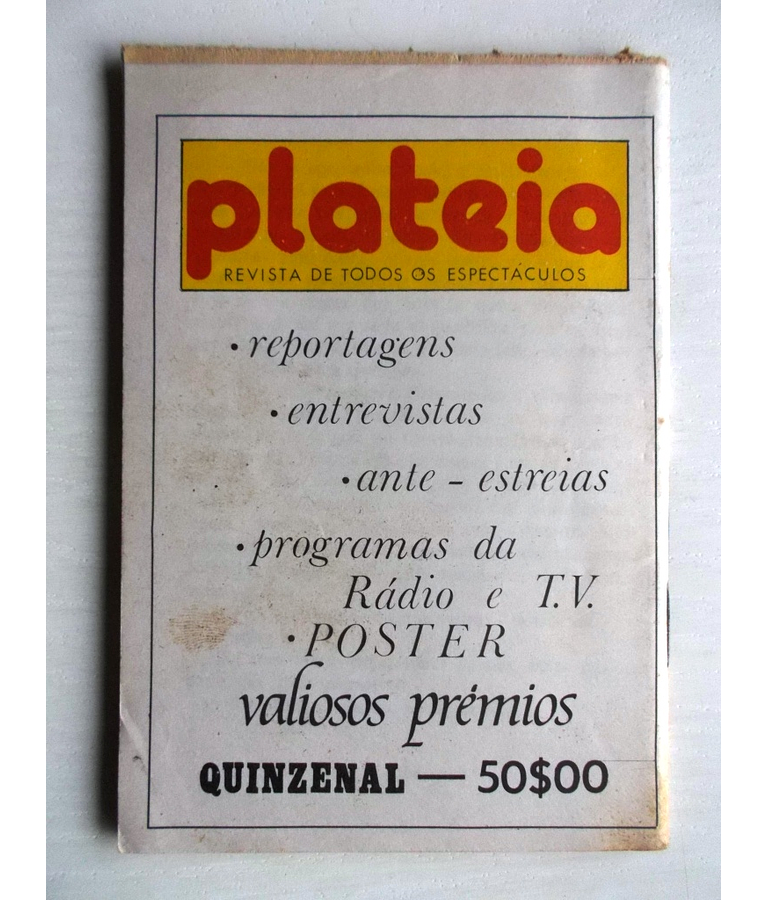 plateia
REVISTA DE TODOS OS ESPECTÁCULOS
• reportagens
• entrevistas
• ante - estreias
• programas da
Rádio e T.V.
• POSTER
valiosos prémios
QUINZENAL — 50$00